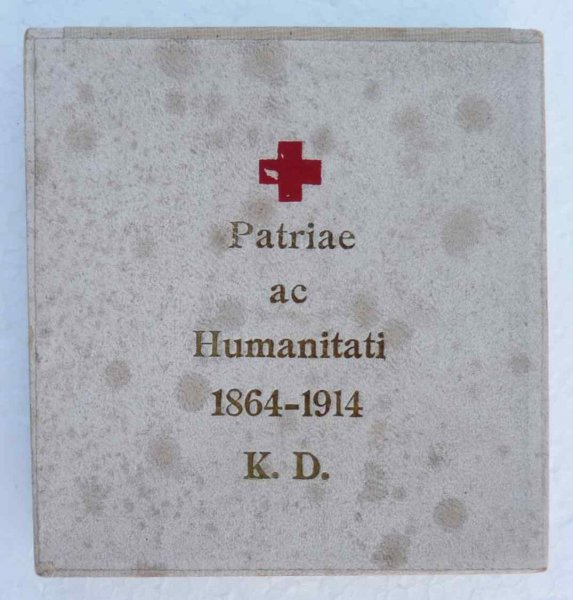 Patriae
ac
Humanitati
1864-1914
K. D.